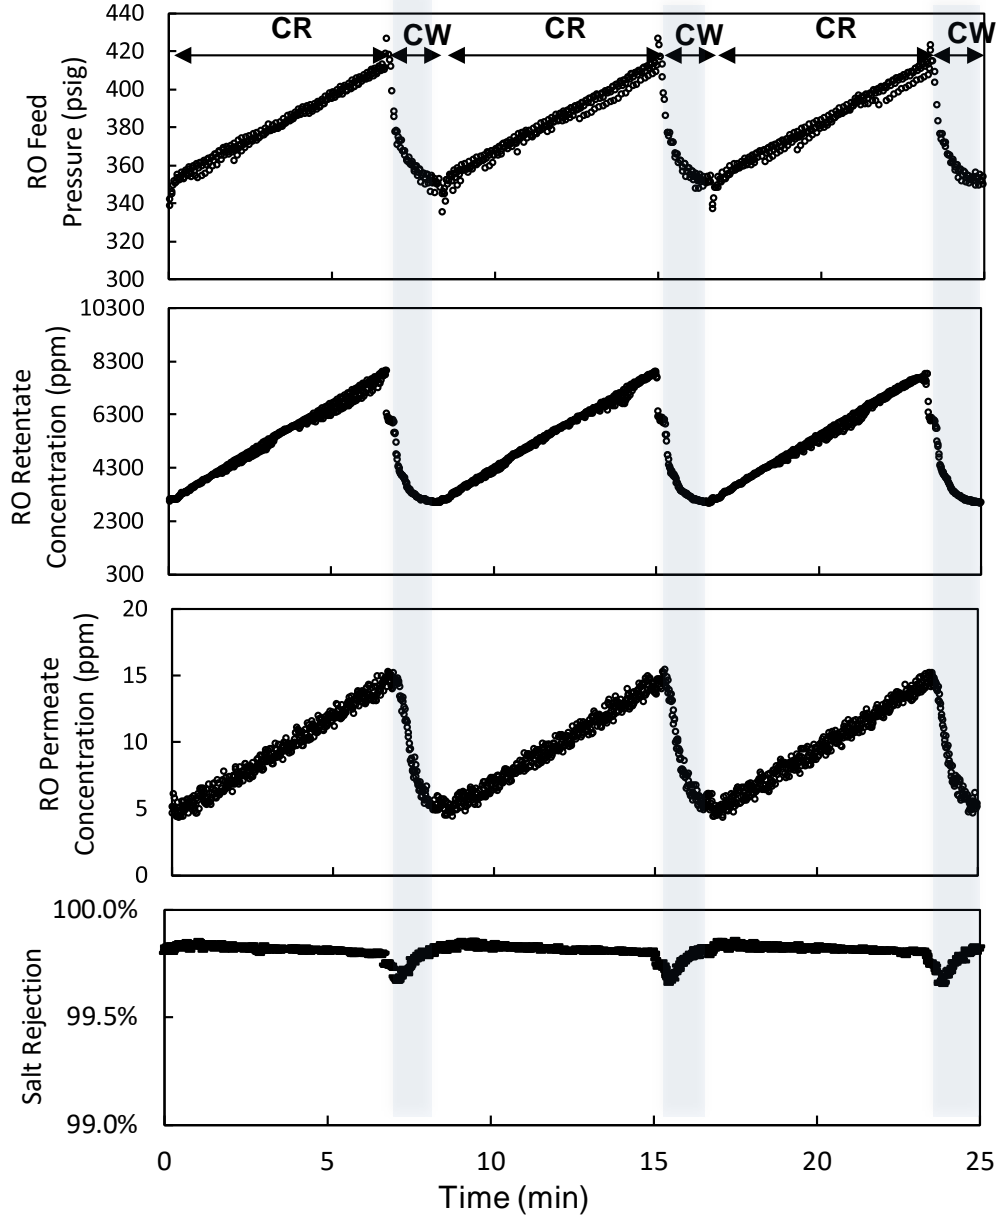 CR
CW
CR
CW
CR
CW
RO Feed
Pressure (psig)
440
420
400
380
360
340
320
300
RO Retentate
Concentration (ppm)
10300
8300
6300
4300
2300
300
RO Permeate
Concentration (ppm)
20
15
10
5
0
Salt Rejection
100.0%
99.5%
99.0%
0 5 10 15 20 25
Time (min)